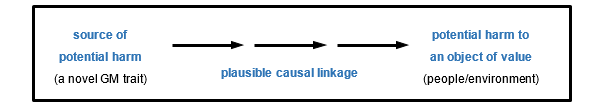 source of
potential harm
(a novel GM trait)
plausible causal linkage
potential harm to
an object of value
(people/environment)